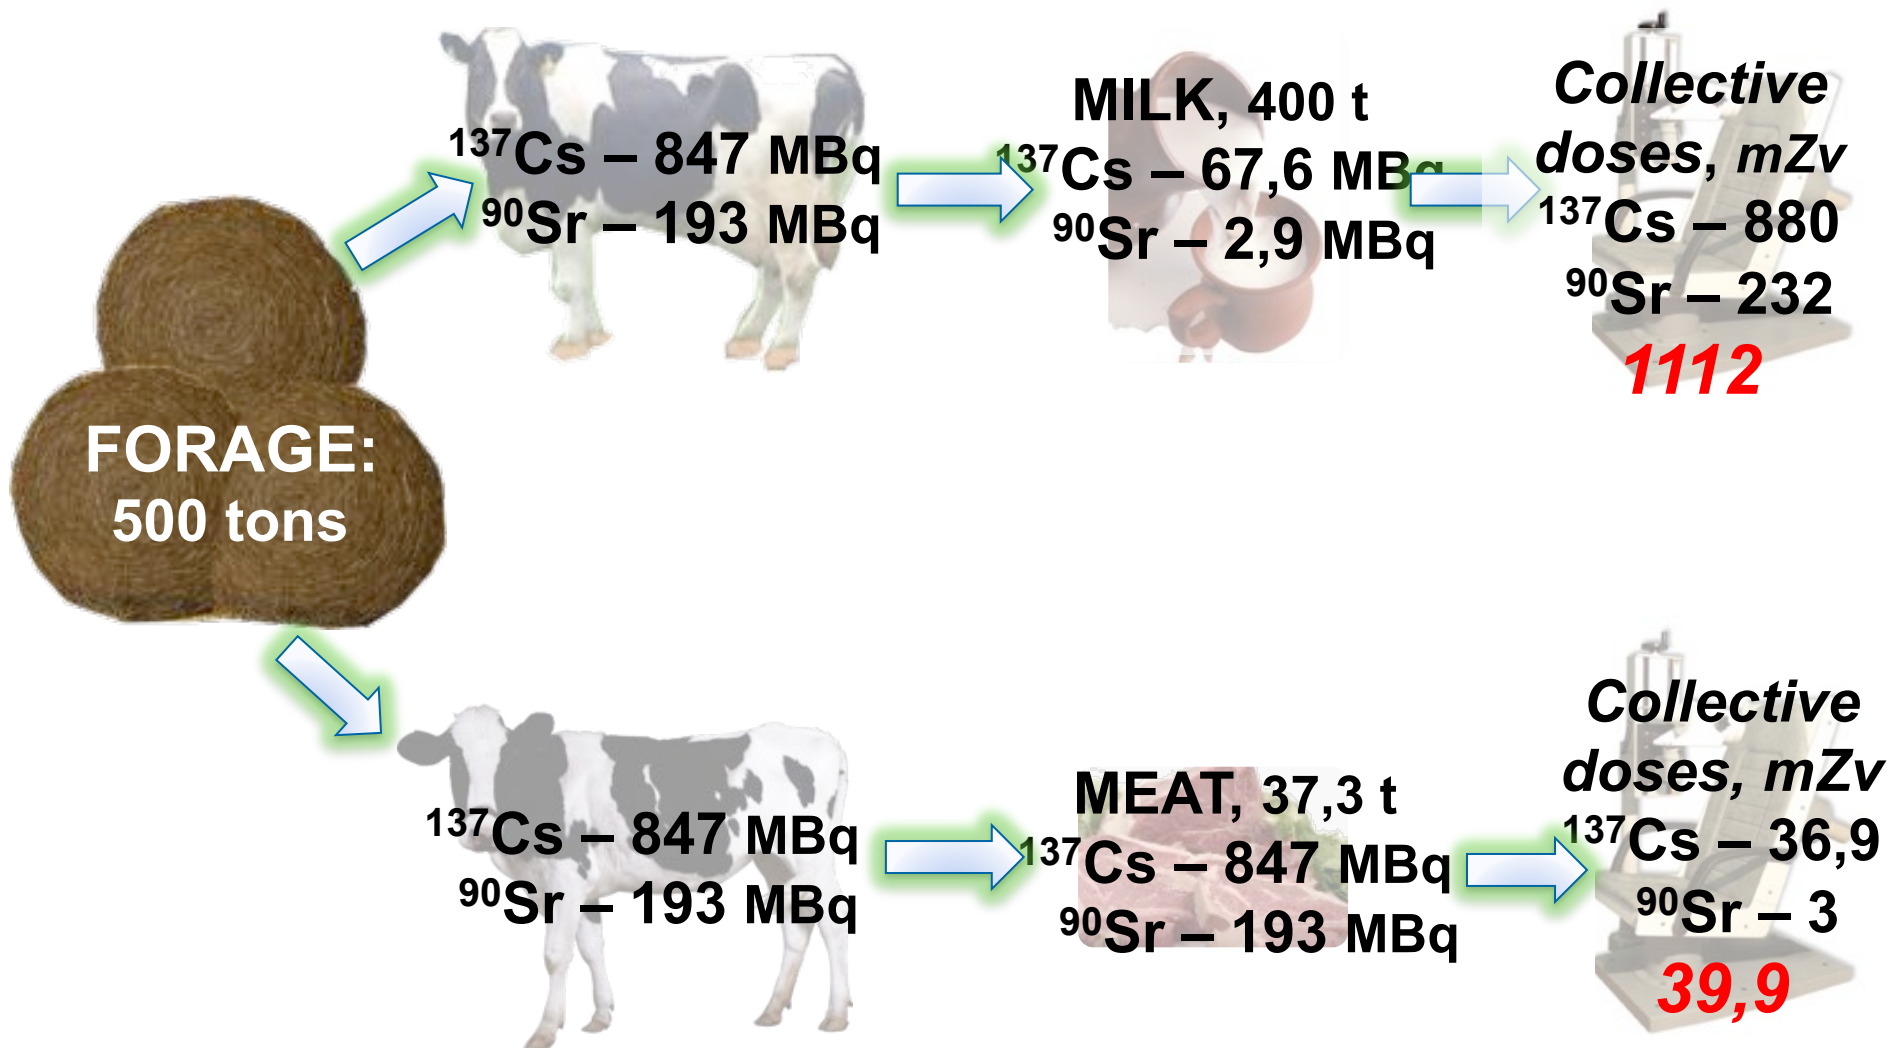 FORAGE:
500 tons
¹³⁷Cs – 847 MBq
⁹⁰Sr – 193 MBq
MILK, 400 t
¹³⁷Cs – 67,6 MBq
⁹⁰Sr – 2,9 MBq
Collective
doses, mZv
¹³⁷Cs – 880
⁹⁰Sr – 232
1112
¹³⁷Cs – 847 MBq
⁹⁰Sr – 193 MBq
MEAT, 37,3 t
¹³⁷Cs – 847 MBq
⁹⁰Sr – 193 MBq
Collective
doses, mZv
¹³⁷Cs – 36,9
⁹⁰Sr – 3
39,9